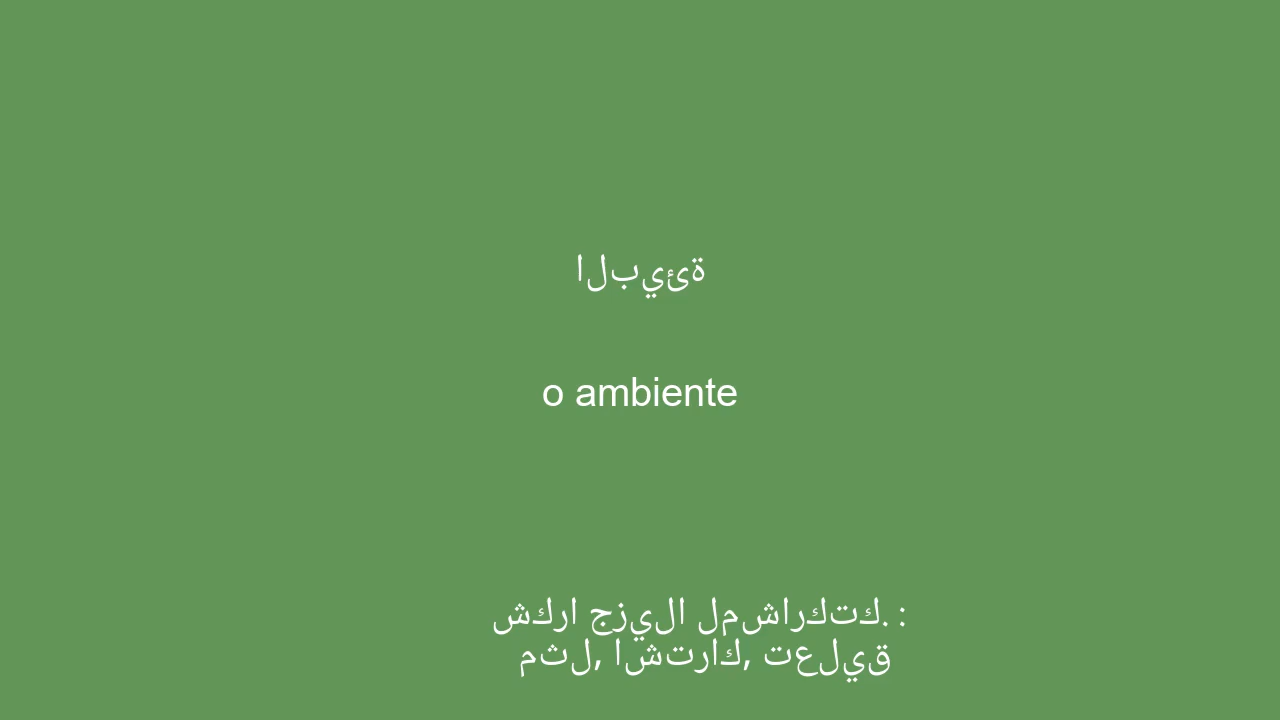 البيئة
o ambiente
شكرا جزيلا لمشاركتك. :
مثل, اشتراك, تعليق